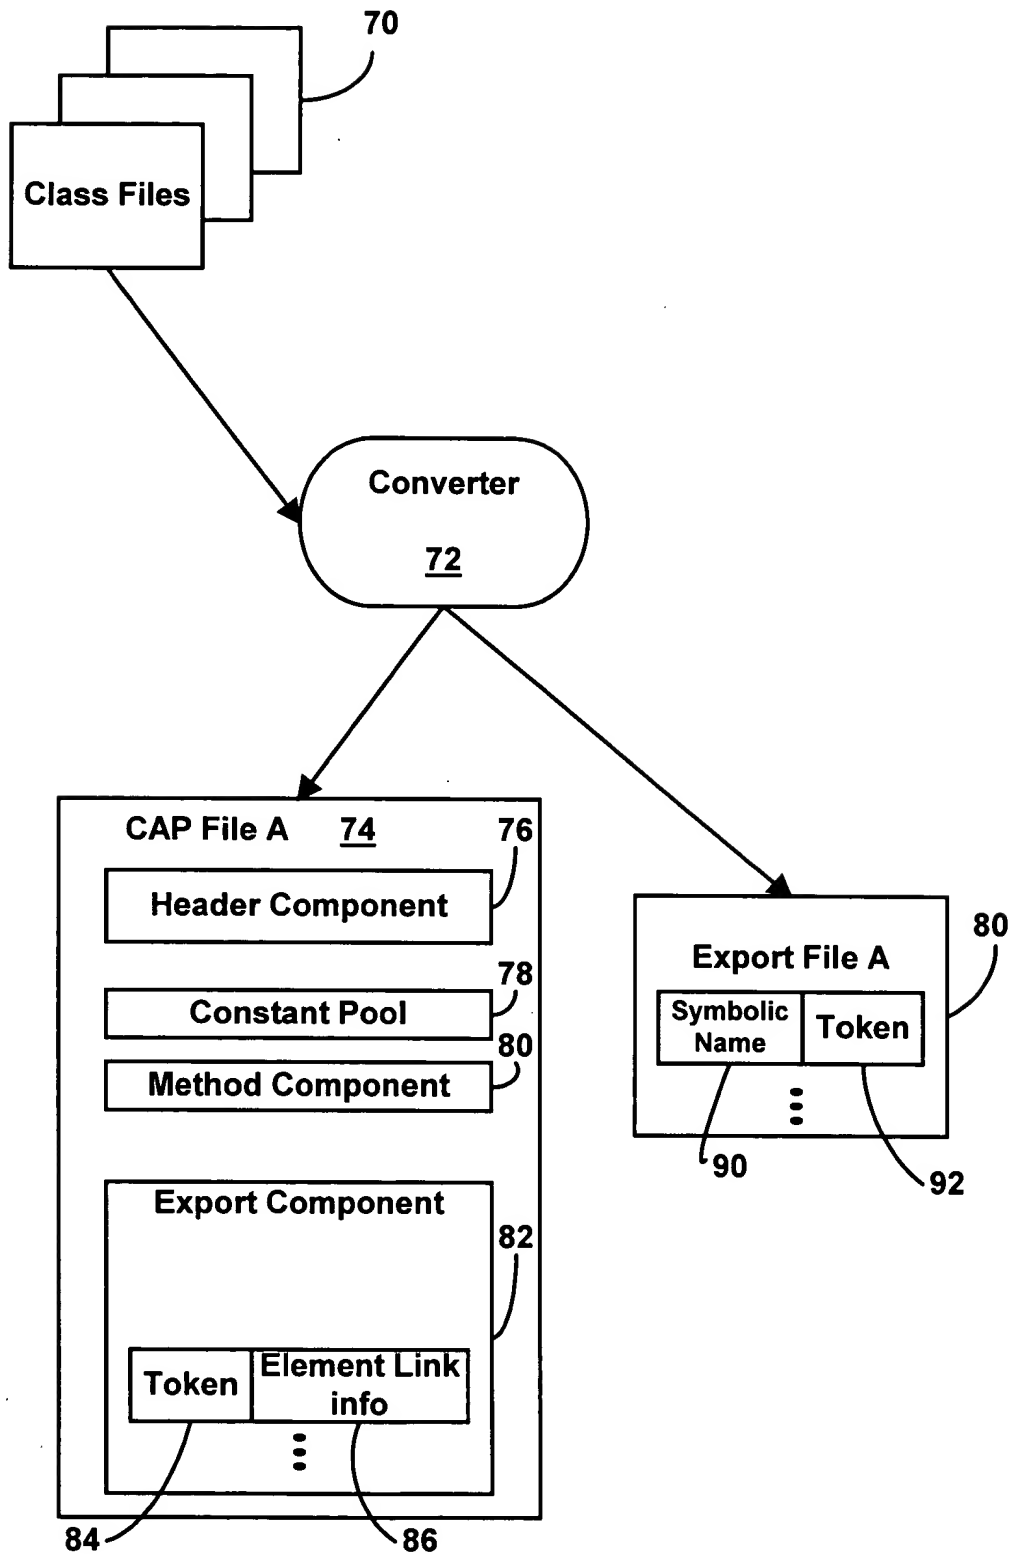 70
Class Files
Converter
72
CAP File A 74
76
Header Component
78
Constant Pool
80
Method Component
Export Component
82
Token
Element Link
info
84
86
80
Export File A
Symbolic
Name
Token
90
92